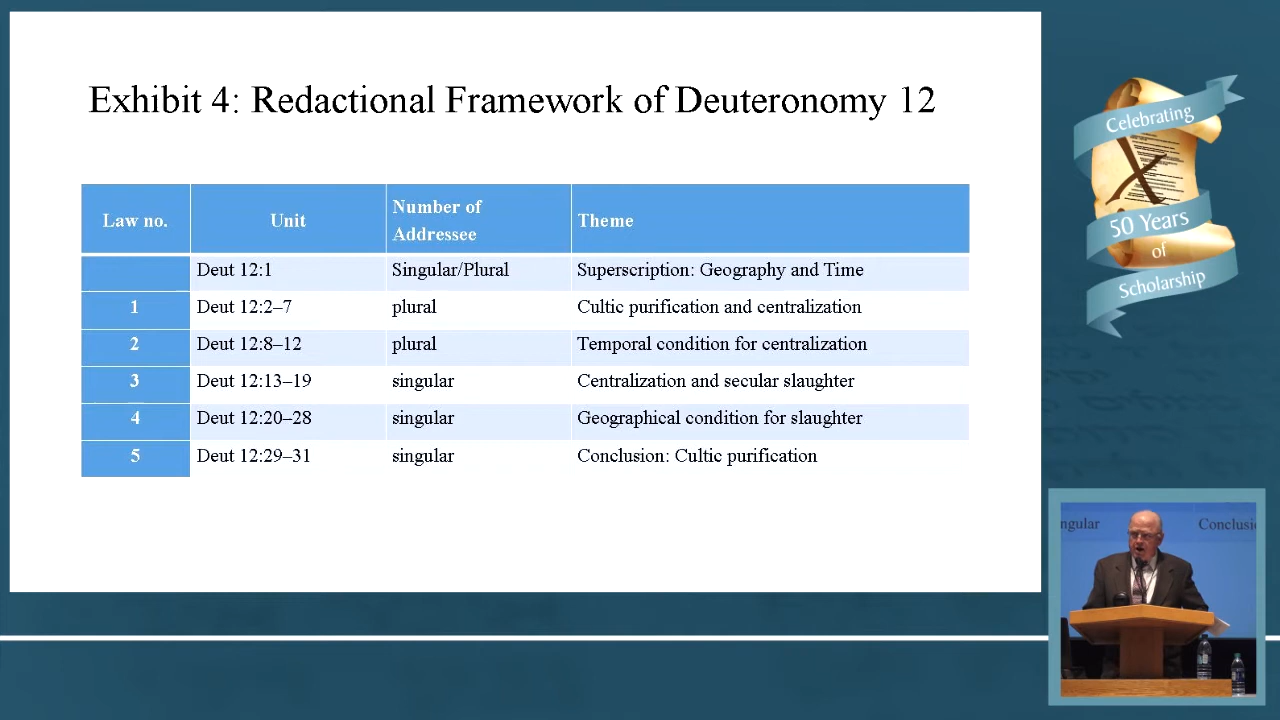 Exhibit 4: Redactional Framework of Deuteronomy 12
Law no. Unit Number of Addressee Theme
Deut 12:1 Singular/Plural Superscription: Geography and Time
1 Deut 12:2–7 plural Cultic purification and centralization
2 Deut 12:8–12 plural Temporal condition for centralization
3 Deut 12:13–19 singular Centralization and secular slaughter
4 Deut 12:20–28 singular Geographical condition for slaughter
5 Deut 12:29–31 singular Conclusion: Cultic purification
Celebrating
50 Years
of
Scholarship
ngular Conclusi